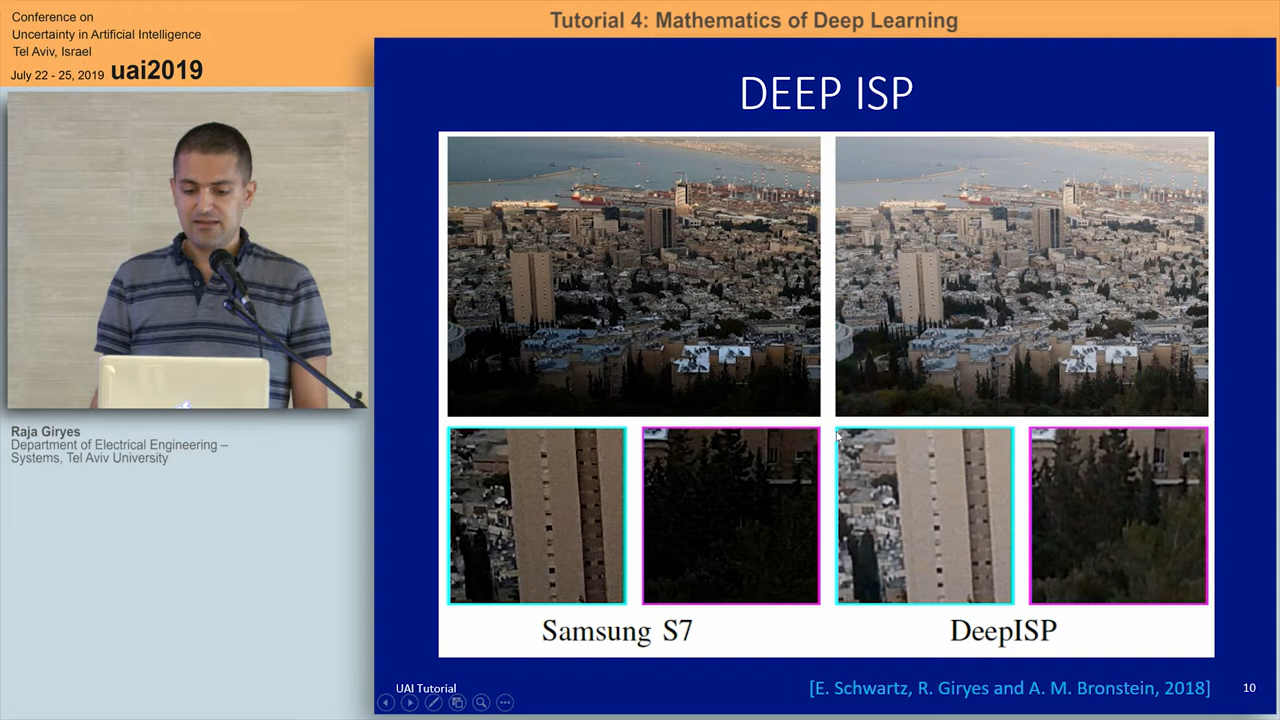 Conference on
Uncertainty in Artificial Intelligence
Tel Aviv, Israel
July 22 - 25, 2019 uai2019
Tutorial 4: Mathematics of Deep Learning
Raja Giryes
Department of Electrical Engineering –
Systems, Tel Aviv University
DEEP ISP
Samsung S7
DeepISP
UAI Tutorial
[E. Schwartz, R. Giryes and A. M. Bronstein, 2018]
10